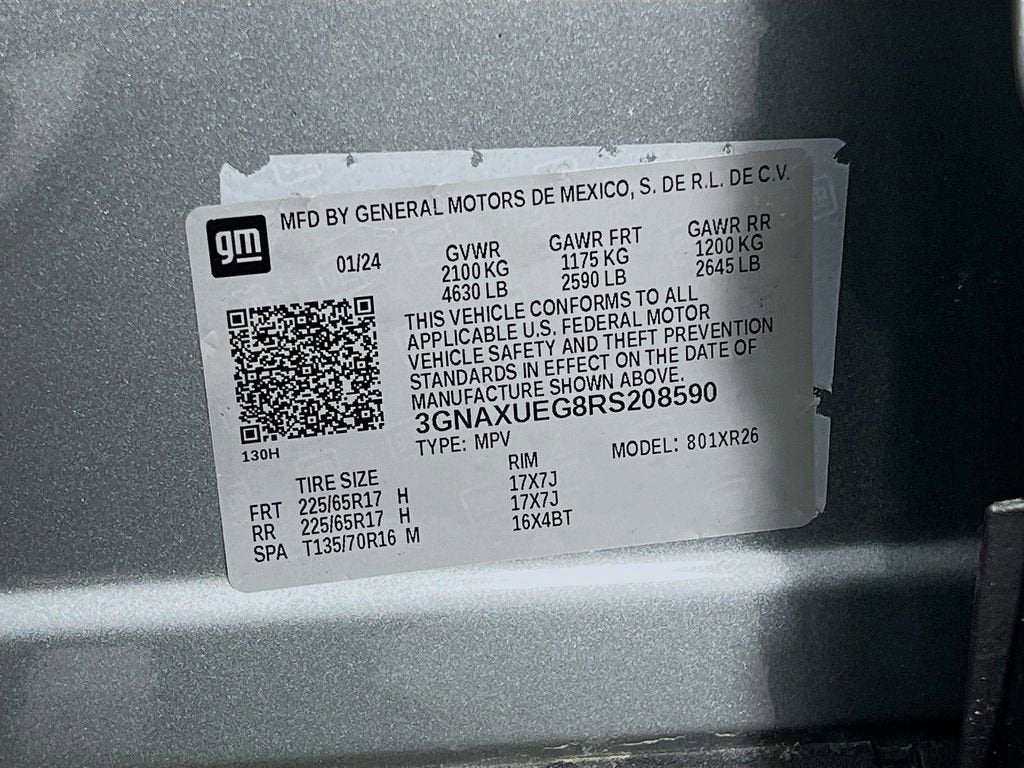 gm
MFD BY GENERAL MOTORS DE MEXICO, S. DE R.L. DE C.V.
01/24
GVWR
2100 KG
4630 LB
GAWR FRT
1175 KG
2590 LB
GAWR RR
1200 KG
2645 LB
THIS VEHICLE CONFORMS TO ALL
APPLICABLE U.S. FEDERAL MOTOR
VEHICLE SAFETY AND THEFT PREVENTION
STANDARDS IN EFFECT ON THE DATE OF
MANUFACTURE SHOWN ABOVE.
3GNAXUEG8RS208590
130H
TYPE: MPV MODEL: 801XR26
TIRE SIZE RIM
FRT 225/65R17 H 17X7J
RR 225/65R17 H 17X7J
SPA T135/70R16 M 16X4BT